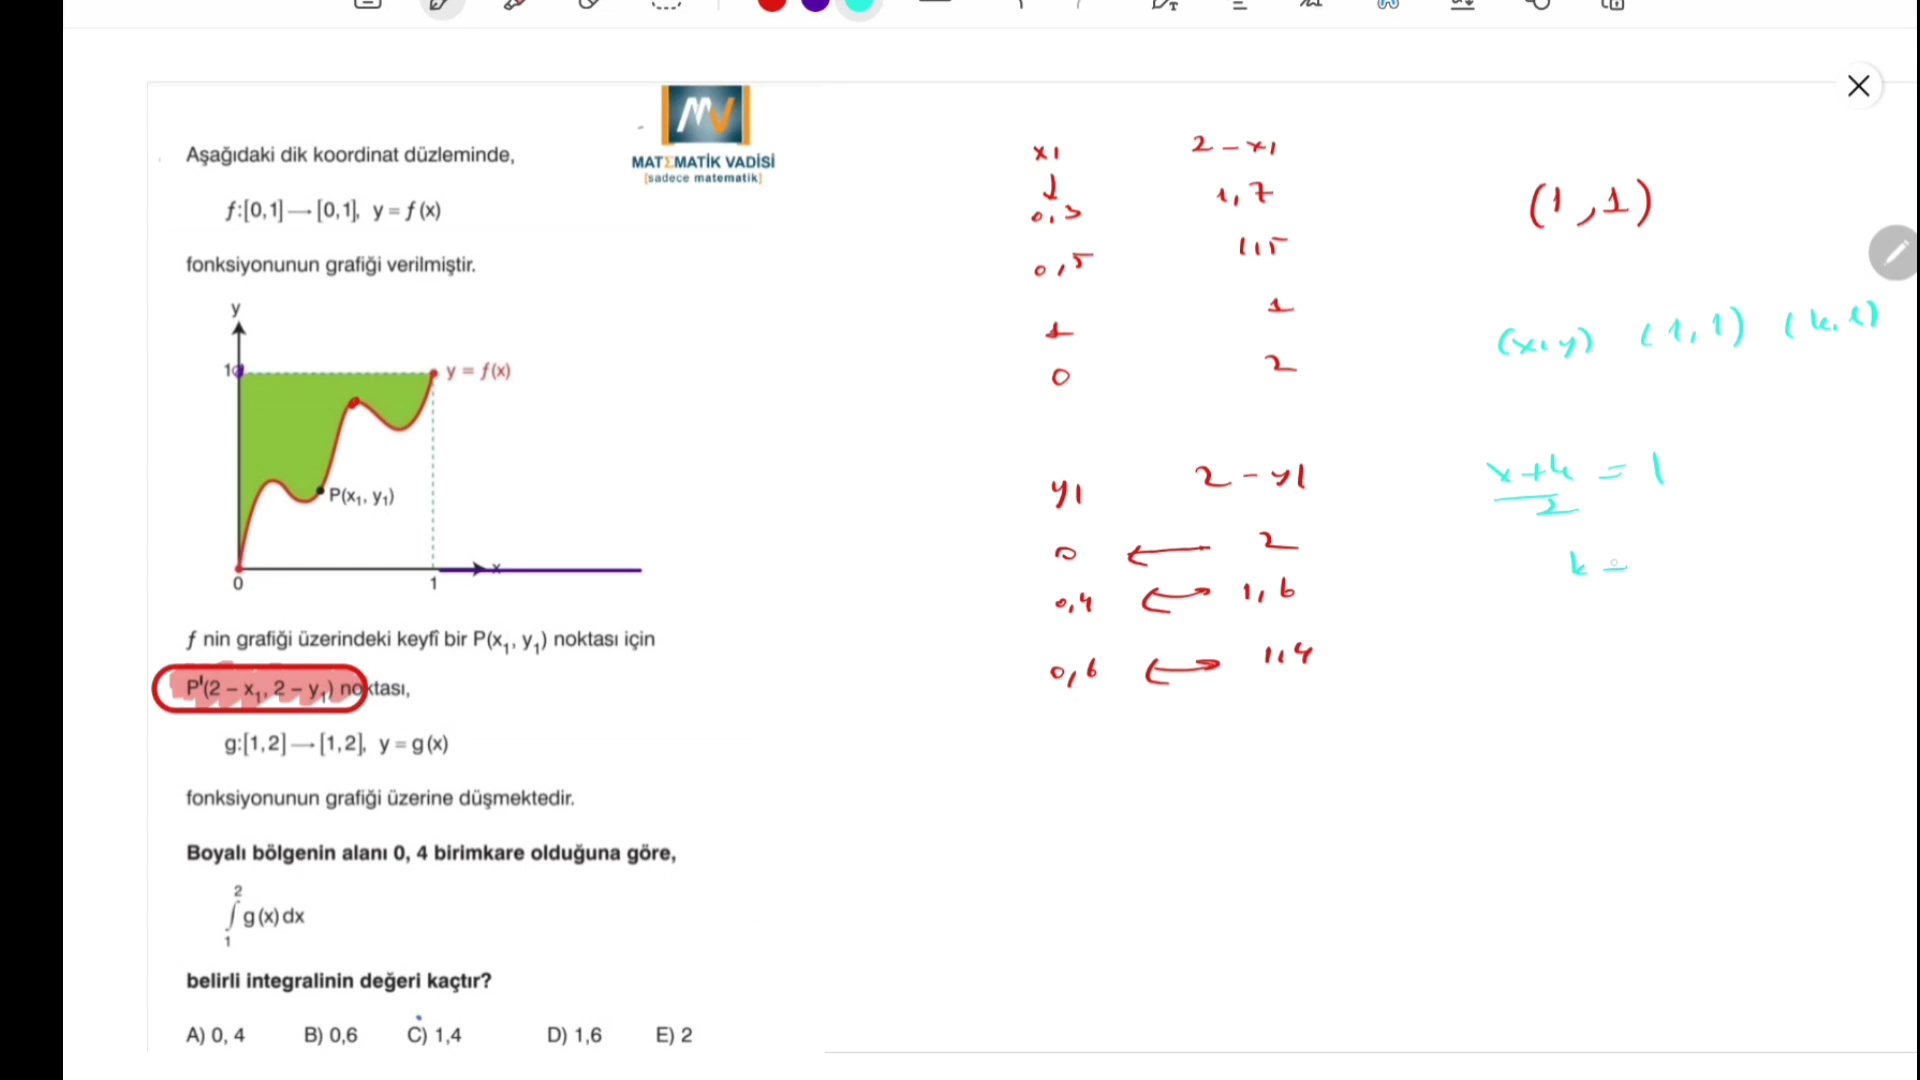 MV
MATΣMATİK VADİSİ
[sadece matematik]
Aşağıdaki dik koordinat düzleminde,
f:[0,1] → [0,1], y = f(x)
fonksiyonunun grafiği verilmiştir.
y
1
y = f(x)
P(x₁, y₁)
0
1
x
f nin grafiği üzerindeki keyfî bir P(x₁, y₁) noktası için
P'(2 – x₁, 2 – y₁) noktası,
g:[1,2] → [1,2], y = g(x)
fonksiyonunun grafiği üzerine düşmektedir.
Boyalı bölgenin alanı 0, 4 birimkare olduğuna göre,
2
∫ g(x) dx
1
belirli integralinin değeri kaçtır?
A) 0, 4 B) 0,6 C) 1,4 D) 1,6 E) 2
x1 2 – x1
↓
0,3 1,7
0,5 1,5
1 1
0 2
y1 2 – y1
0 ← 2
0,4 ↔ 1,6
0,6 ↔ 1,4
(1,1)
(x,y) (1,1) (k,l)
x+k = 1
2
k =